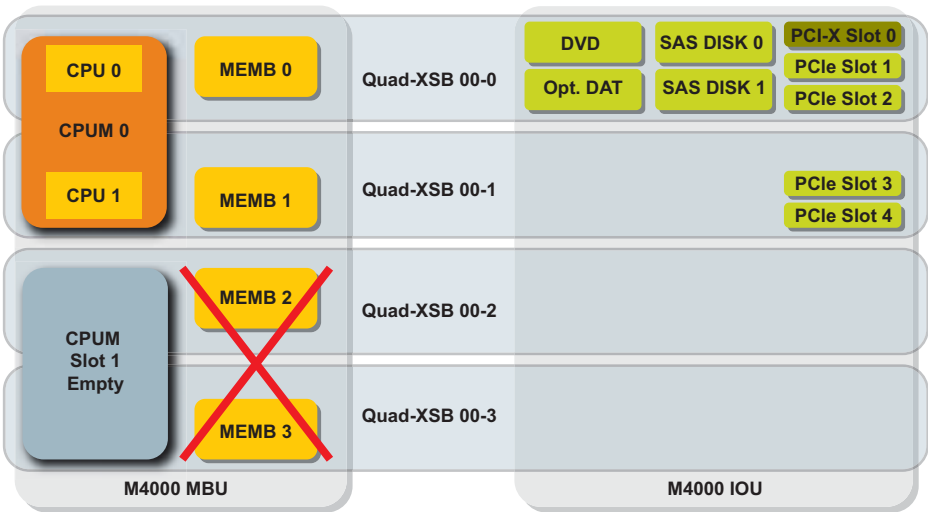 CPU 0
CPUM 0
CPU 1
MEMB 0
MEMB 1
Quad-XSB 00-0
Quad-XSB 00-1
DVD
SAS DISK 0
PCI-X Slot 0
Opt. DAT
SAS DISK 1
PCIe Slot 1
PCIe Slot 2
PCIe Slot 3
PCIe Slot 4
CPUM
Slot 1
Empty
MEMB 2
MEMB 3
Quad-XSB 00-2
Quad-XSB 00-3
M4000 MBU
M4000 IOU